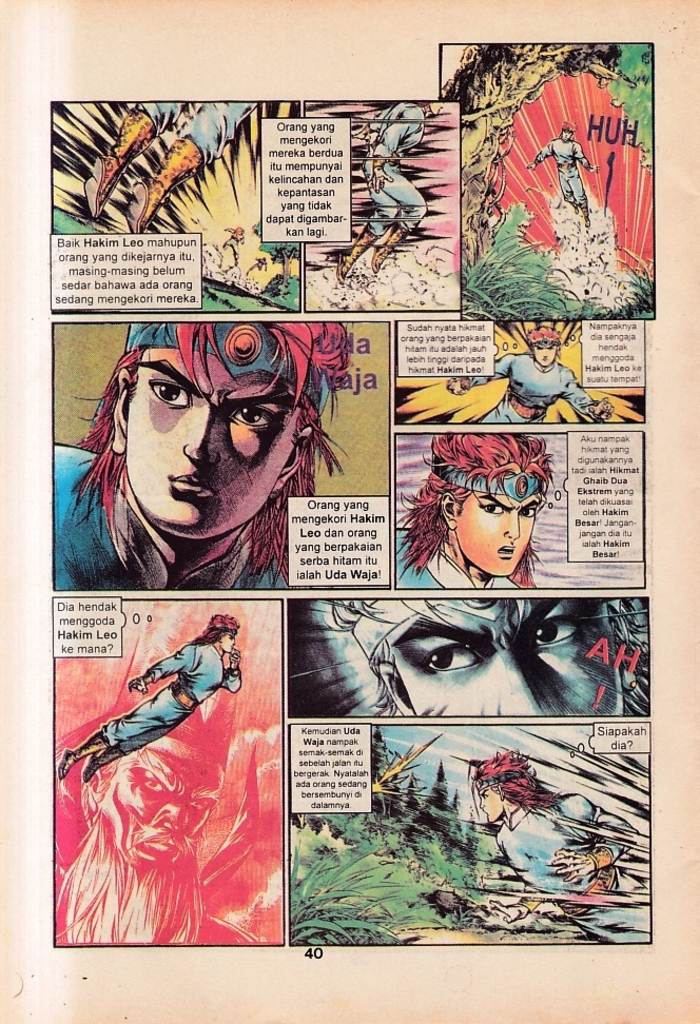 Baik Hakim Leo mahupun
orang yang dikejarnya itu,
masing-masing belum
sedar bahawa ada orang
sedang mengekori mereka.
Orang yang
mengekori
mereka berdua
itu mempunyai
kelincahan dan
kepantasan
yang tidak
dapat digambar-
kan lagi.
HUH
!
Uda
Waja
Orang yang
mengekori Hakim
Leo dan orang
yang berpakaian
serba hitam itu
ialah Uda Waja!
Sudah nyata hikmat
orang yang berpakaian
hitam itu adalah jauh
lebih tinggi daripada
hikmat Hakim Leo!
Nampaknya
dia sengaja
hendak
menggoda
Hakim Leo ke
suatu tempat!
Aku nampak
hikmat yang
digunakannya
tadi ialah Hikmat
Ghaib Dua
Ekstrem yang
telah dikuasai
oleh Hakim
Besar! Jangan-
jangan dia itu
ialah Hakim
Besar!
Dia hendak
menggoda
Hakim Leo
ke mana?
AH
!
Kemudian Uda
Waja nampak
semak-semak di
sebelah jalan itu
bergerak. Nyatalah
ada orang sedang
bersembunyi di
dalamnya.
Siapakah
dia?
40